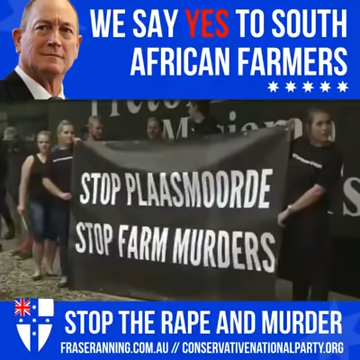 WE SAY YES TO SOUTH
AFRICAN FARMERS
STOP PLAASMOORDE
STOP FARM MURDERS
STOP THE RAPE AND MURDER
FRASERANNING.COM.AU // CONSERVATIVENATIONALPARTY.ORG